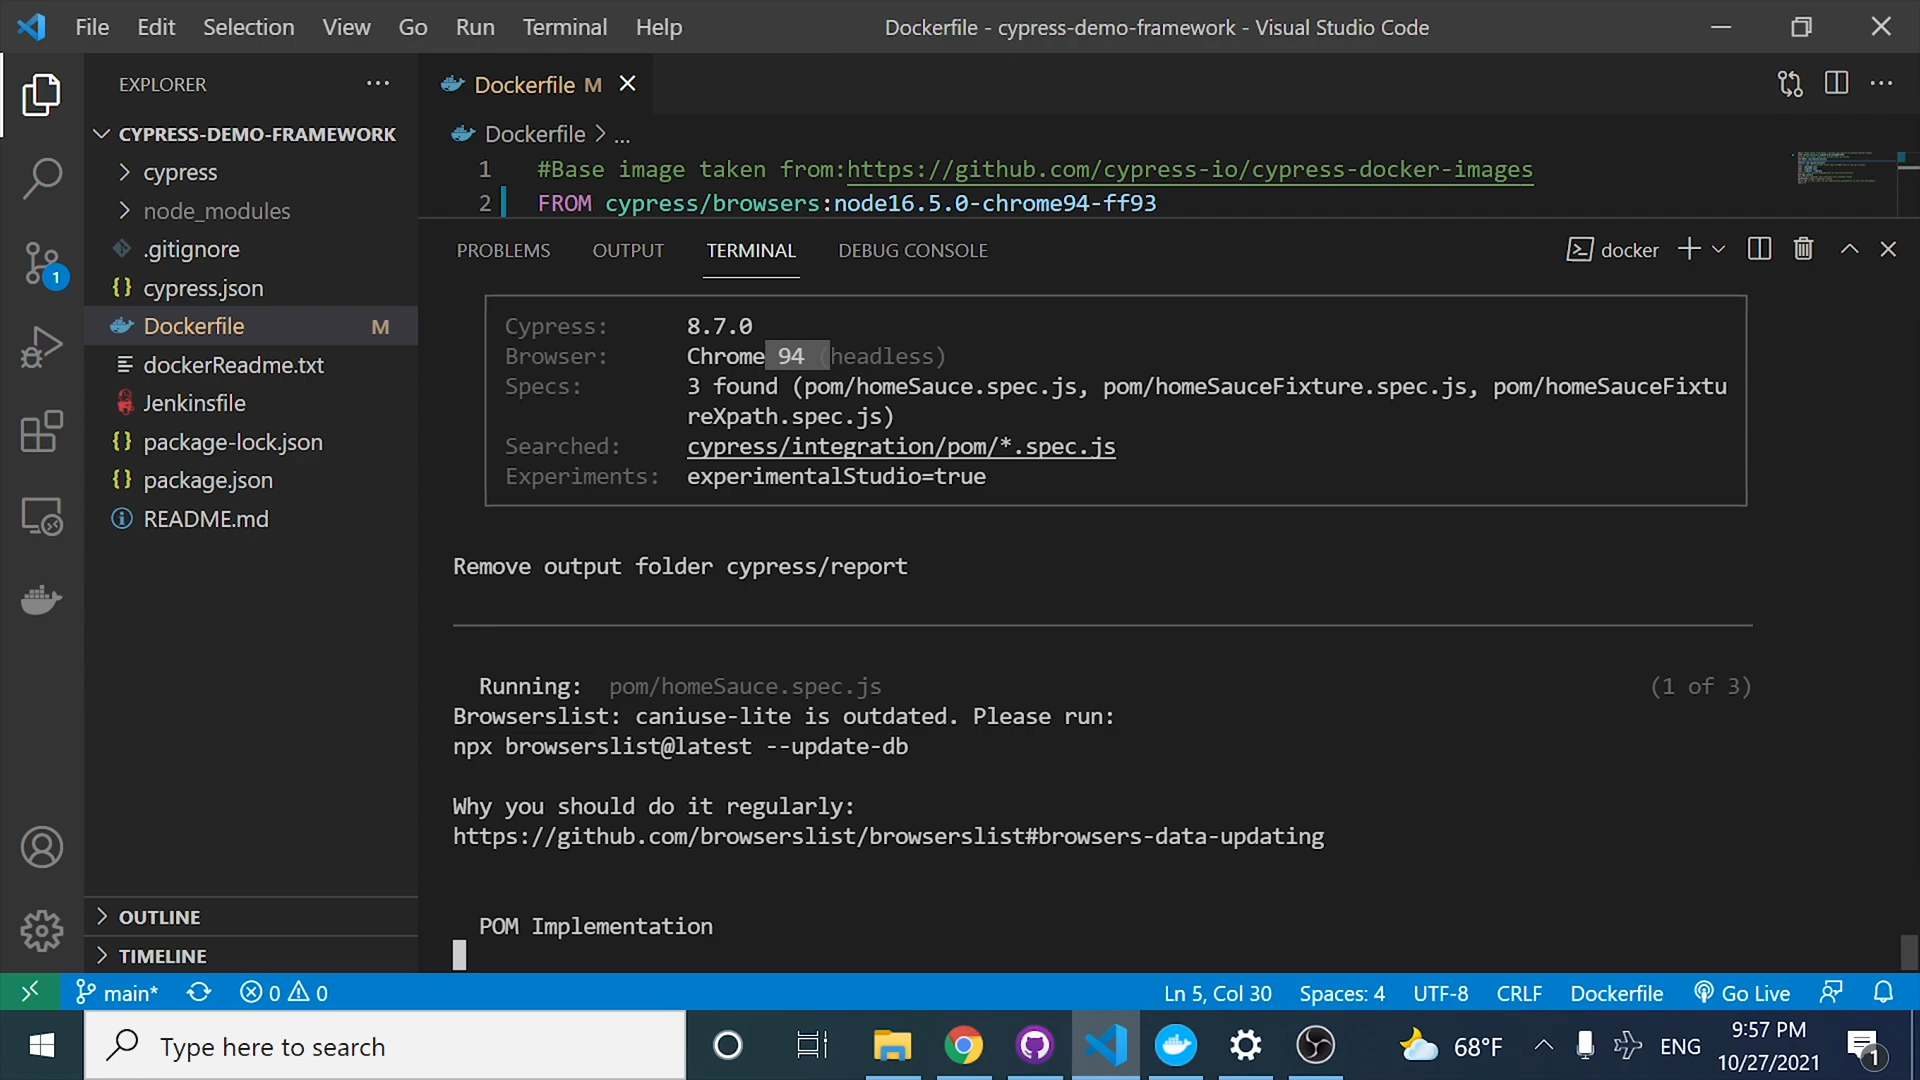 File Edit Selection View Go Run Terminal Help
Dockerfile - cypress-demo-framework - Visual Studio Code
EXPLORER
CYPRESS-DEMO-FRAMEWORK
cypress
node_modules
.gitignore
cypress.json
Dockerfile M
dockerReadme.txt
Jenkinsfile
package-lock.json
package.json
README.md
OUTLINE
TIMELINE
1
Dockerfile M
Dockerfile > ...
1 #Base image taken from:https://github.com/cypress-io/cypress-docker-images
2 FROM cypress/browsers:node16.5.0-chrome94-ff93
PROBLEMS OUTPUT TERMINAL DEBUG CONSOLE
docker
Cypress: 8.7.0
Browser: Chrome 94 (headless)
Specs: 3 found (pom/homeSauce.spec.js, pom/homeSauceFixture.spec.js, pom/homeSauceFixtu
reXpath.spec.js)
Searched: cypress/integration/pom/*.spec.js
Experiments: experimentalStudio=true
Remove output folder cypress/report
Running: pom/homeSauce.spec.js (1 of 3)
Browserslist: caniuse-lite is outdated. Please run:
npx browserslist@latest --update-db
Why you should do it regularly:
https://github.com/browserslist/browserslist#browsers-data-updating
POM Implementation
main* 0 0
Ln 5, Col 30 Spaces: 4 UTF-8 CRLF Dockerfile Go Live
Type here to search
68°F
ENG
9:57 PM
10/27/2021
1